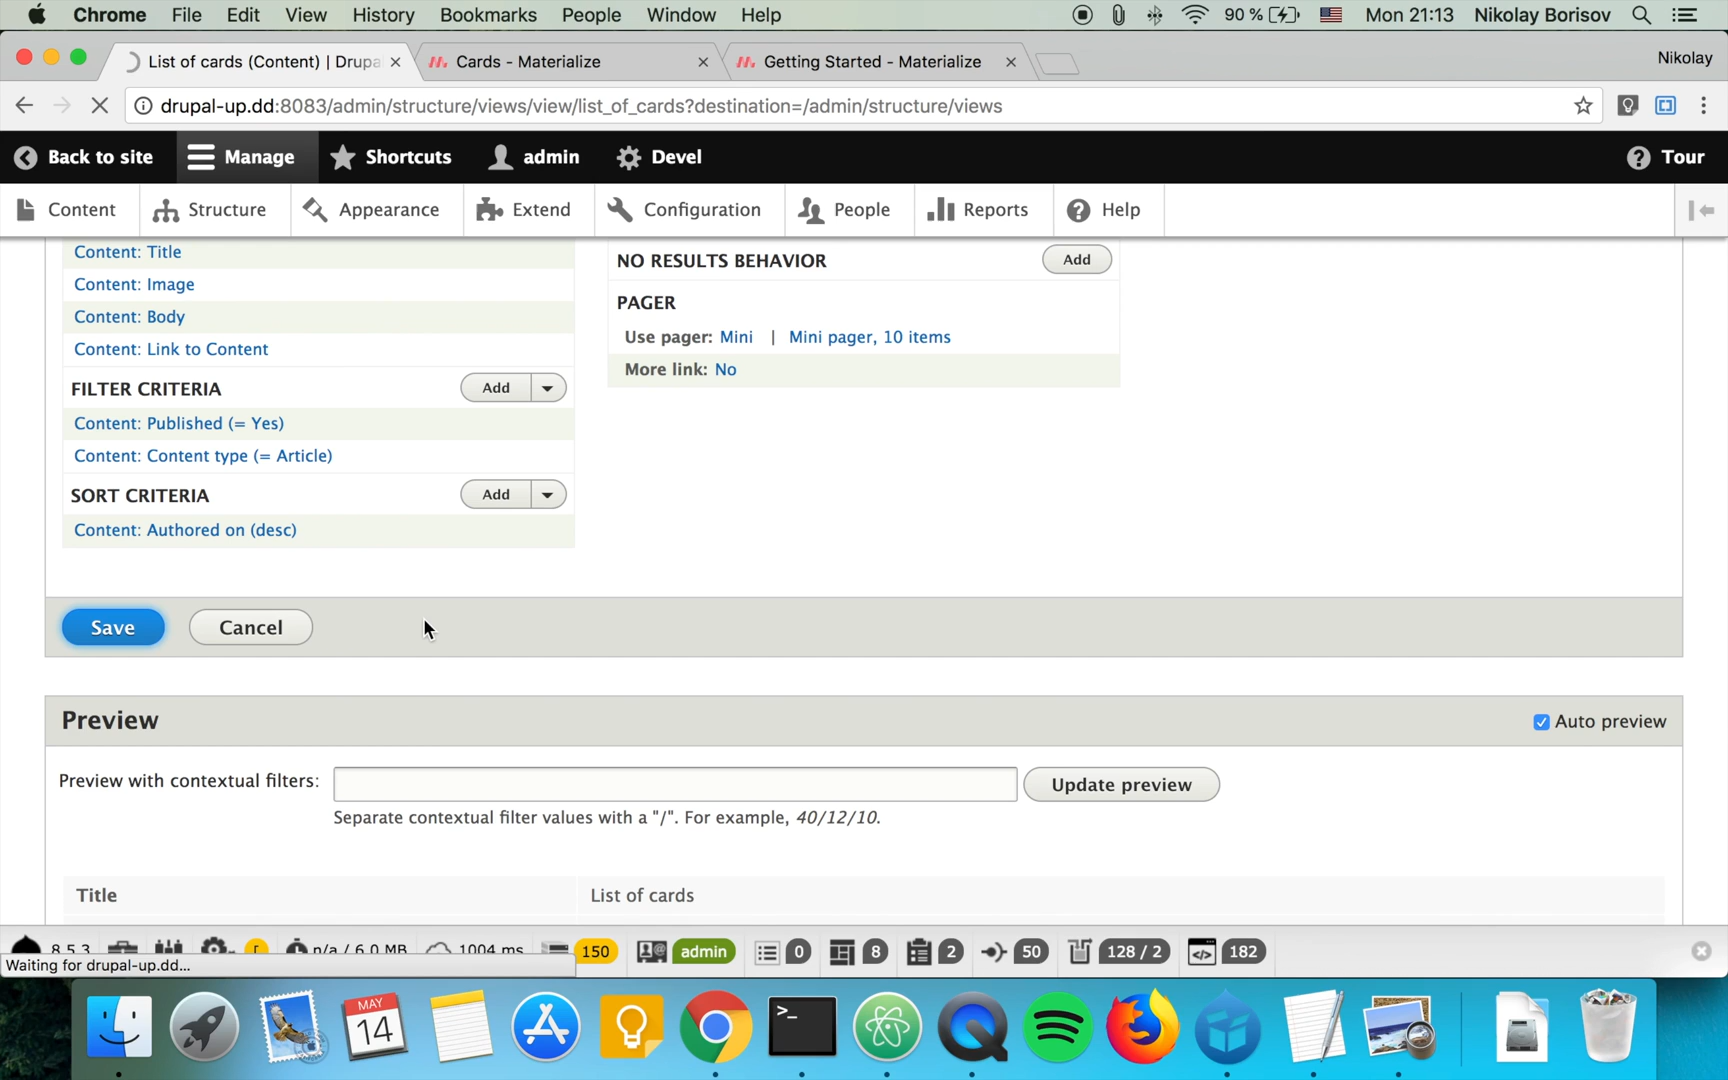 Chrome File Edit View History Bookmarks People Window Help 90 % Mon 21:13 Nikolay Borisov
List of cards (Content) | Drupa Cards - Materialize Getting Started - Materialize Nikolay
drupal-up.dd:8083/admin/structure/views/view/list_of_cards?destination=/admin/structure/views
Back to site Manage Shortcuts admin Devel Tour
Content Structure Appearance Extend Configuration People Reports Help
Content: Title
NO RESULTS BEHAVIOR Add
Content: Image
PAGER
Content: Body
Use pager: Mini | Mini pager, 10 items
Content: Link to Content
More link: No
FILTER CRITERIA Add
Content: Published (= Yes)
Content: Content type (= Article)
SORT CRITERIA Add
Content: Authored on (desc)
Save Cancel
Preview Auto preview
Preview with contextual filters: Update preview
Separate contextual filter values with a "/". For example, 40/12/10.
Title List of cards
8.5.3 n/a / 6.0 MB 1004 ms 150 admin 0 8 2 50 128 / 2 182
Waiting for drupal-up.dd...
MAY
14